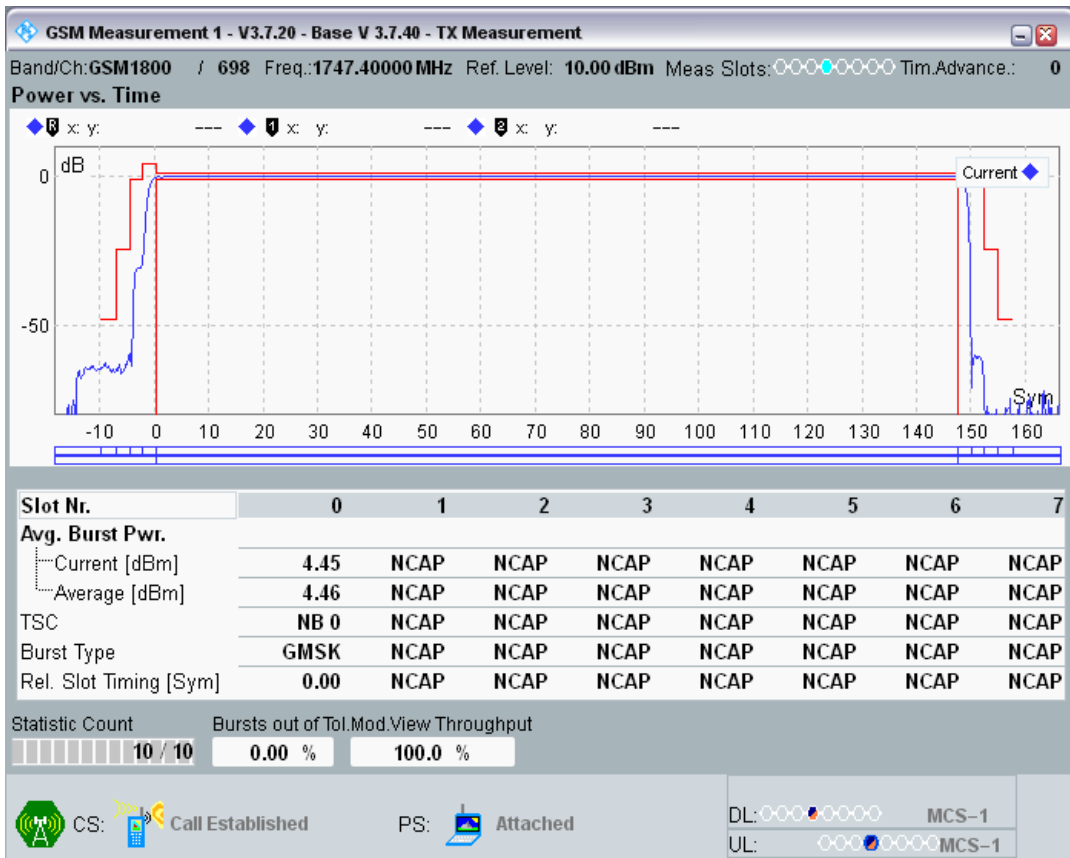 GSM Measurement 1 - V3.7.20 - Base V 3.7.40 - TX Measurement
Band/Ch:GSM1800 / 698 Freq.:1747.40000 MHz Ref. Level: 10.00 dBm Meas Slots: Tim.Advance.: 0
Power vs. Time
R x: y: --- 1 x: y: --- 2 x: y: ---
dB
Current
0
-50
Sym
-10 0 10 20 30 40 50 60 70 80 90 100 110 120 130 140 150 160
Slot Nr. 0 1 2 3 4 5 6 7
Avg. Burst Pwr.
Current [dBm] 4.45 NCAP NCAP NCAP NCAP NCAP NCAP NCAP
Average [dBm] 4.46 NCAP NCAP NCAP NCAP NCAP NCAP NCAP
TSC NB 0 NCAP NCAP NCAP NCAP NCAP NCAP NCAP
Burst Type GMSK NCAP NCAP NCAP NCAP NCAP NCAP NCAP
Rel. Slot Timing [Sym] 0.00 NCAP NCAP NCAP NCAP NCAP NCAP NCAP
Statistic Count Bursts out of Tol.Mod.View Throughput
10 / 10 0.00 % 100.0 %
CS: Call Established PS: Attached
DL: MCS-1
UL: MCS-1